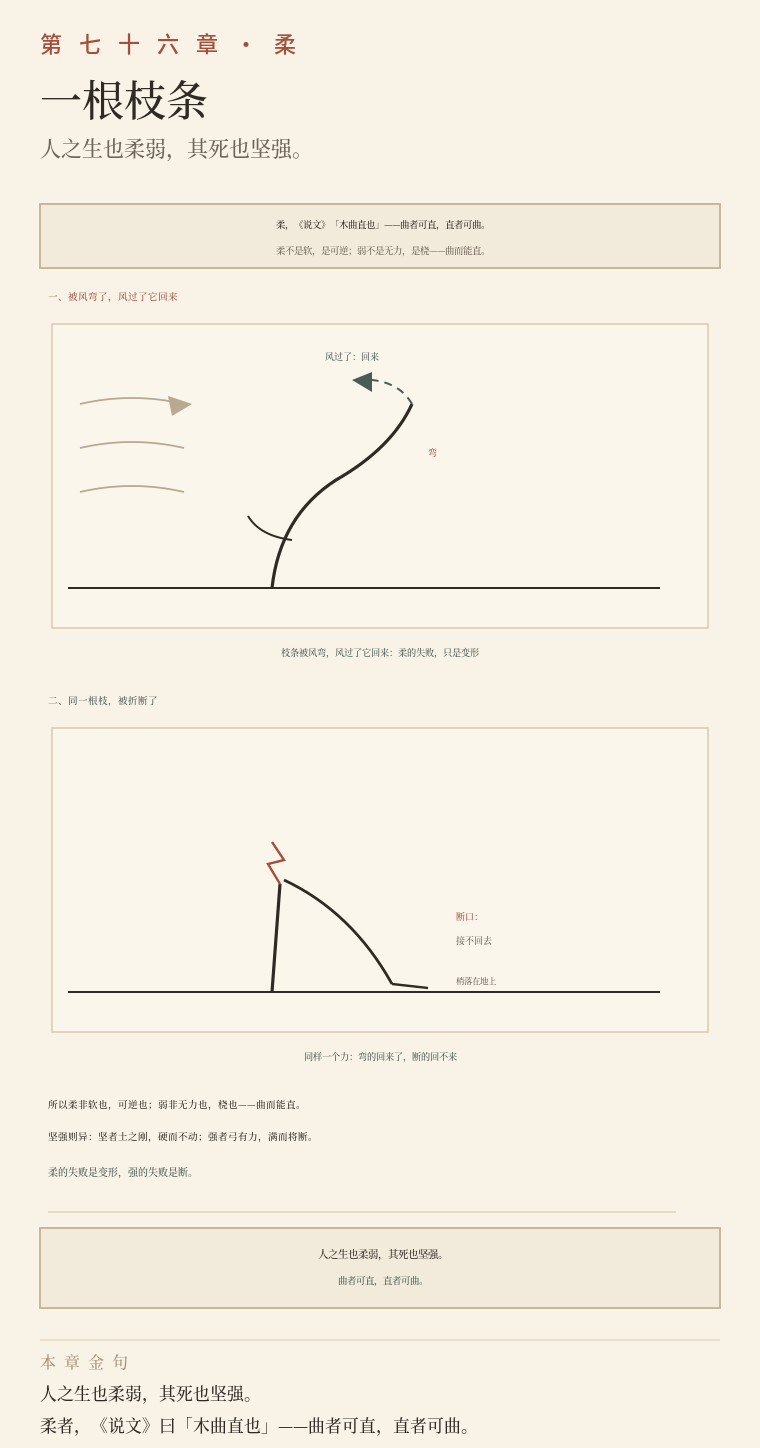 第七十六章·柔
一根枝条
人之生也柔弱，其死也坚强。
柔，《说文》「木曲直也」——曲者可直，直者可曲。
柔不是软，是可逆；弱不是无力，是桡——曲而能直。
一、被风弯了，风过了它回来
风过了：回来
弯
枝条被风弯，风过了它回来：柔的失败，只是变形
二、同一根枝，被折断了
断口：
接不回去
梢落在地上
同样一个力：弯的回来了，断的回不来
所以柔非软也，可逆也；弱非无力也，桡也——曲而能直。
坚强则异：坚者土之刚，硬而不动；强者弓有力，满而将断。
柔的失败是变形，强的失败是断。
人之生也柔弱，其死也坚强。
曲者可直，直者可曲。
本章金句
人之生也柔弱，其死也坚强。
柔者，《说文》曰「木曲直也」——曲者可直，直者可曲。